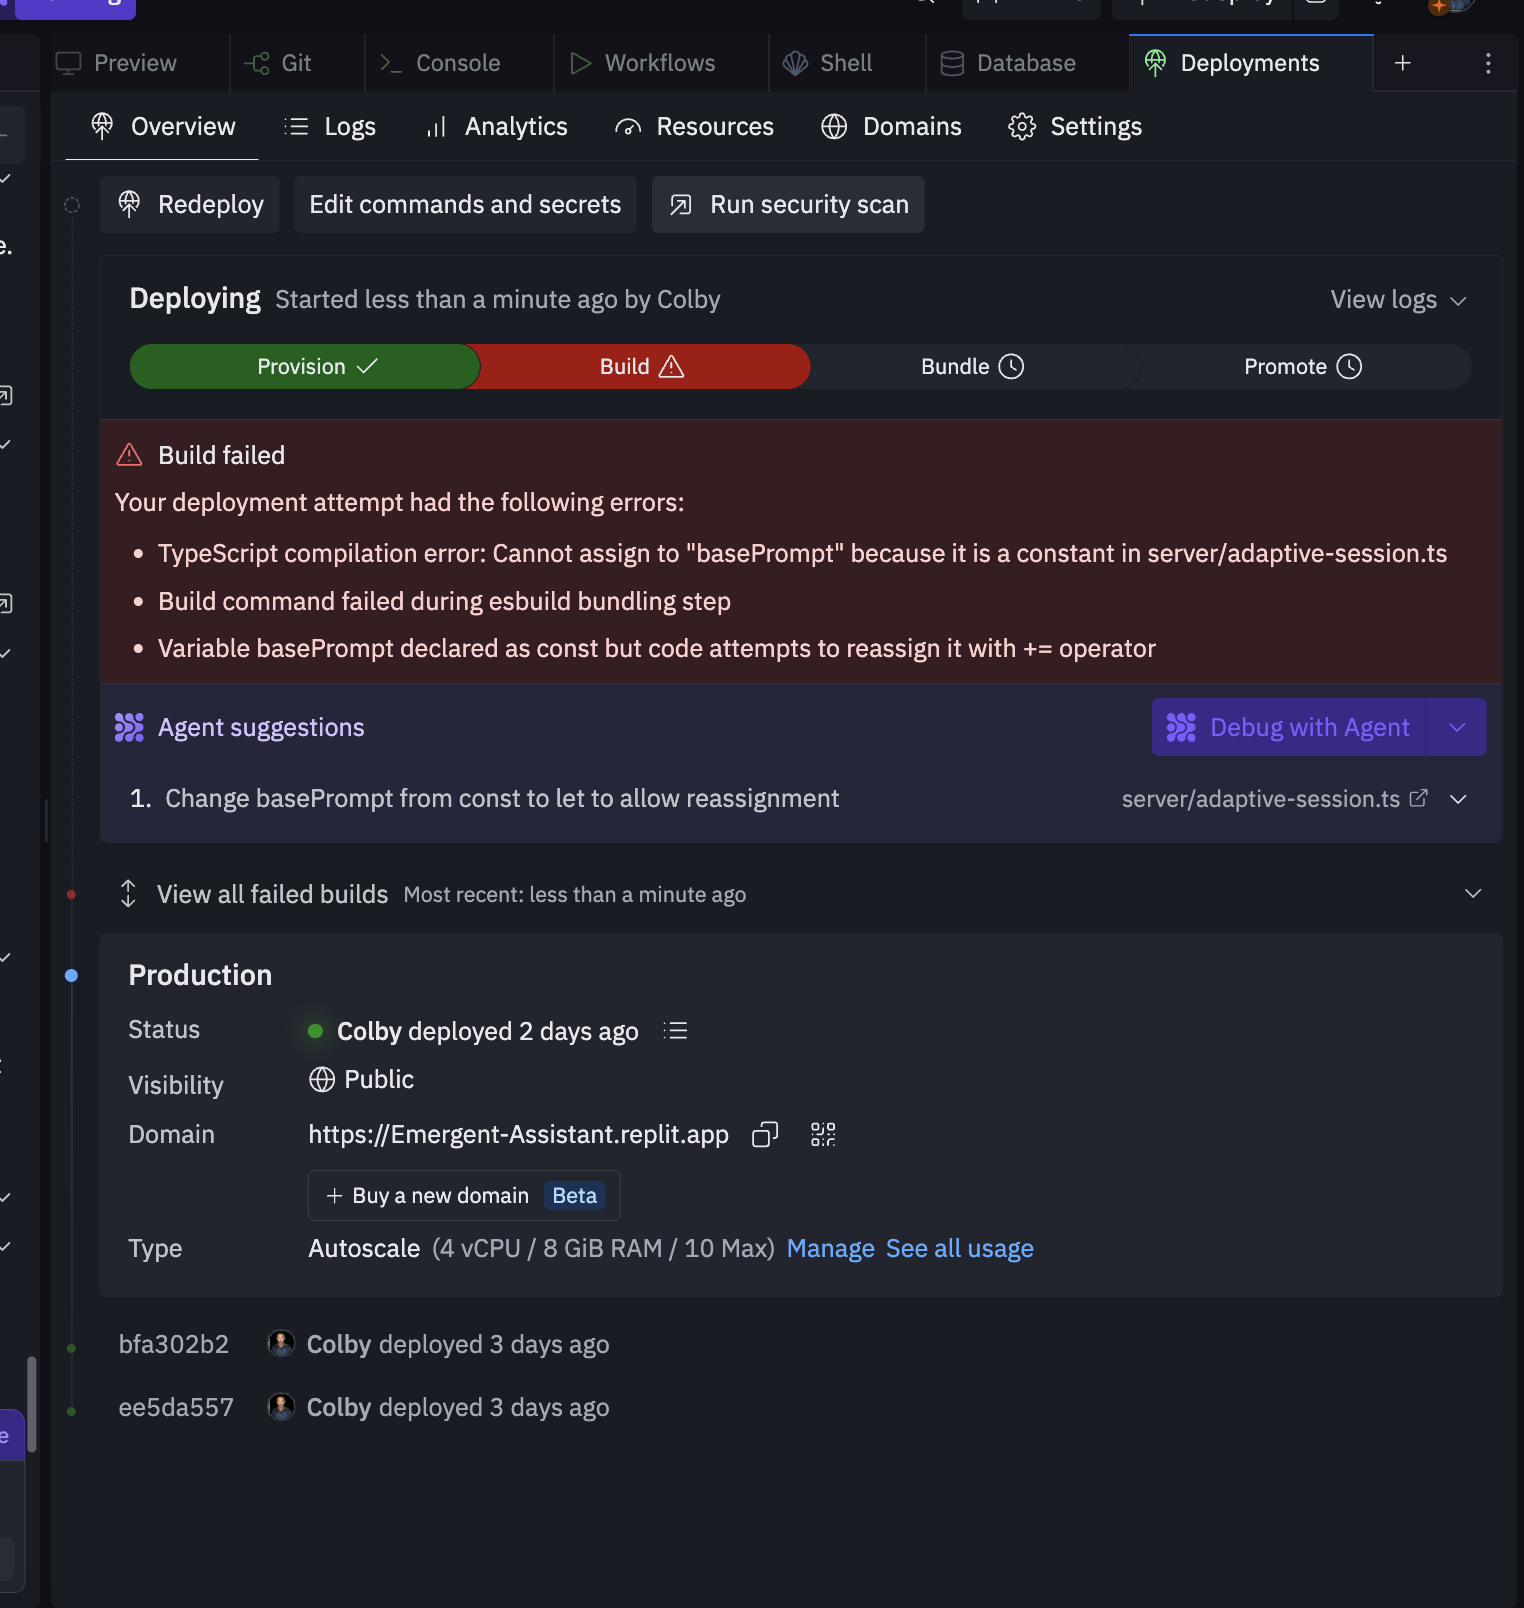 Preview
Git
Console
Workflows
Shell
Database
Deployments
Overview
Logs
Analytics
Resources
Domains
Settings
Redeploy
Edit commands and secrets
Run security scan
Deploying Started less than a minute ago by Colby
View logs
Provision
Build
Bundle
Promote
Build failed
Your deployment attempt had the following errors:
• TypeScript compilation error: Cannot assign to "basePrompt" because it is a constant in server/adaptive-session.ts
• Build command failed during esbuild bundling step
• Variable basePrompt declared as const but code attempts to reassign it with += operator
Agent suggestions
Debug with Agent
1. Change basePrompt from const to let to allow reassignment
server/adaptive-session.ts
View all failed builds Most recent: less than a minute ago
Production
Status
Colby deployed 2 days ago
Visibility
Public
Domain
https://Emergent-Assistant.replit.app
+ Buy a new domain Beta
Type
Autoscale (4 vCPU / 8 GiB RAM / 10 Max) Manage See all usage
bfa302b2 Colby deployed 3 days ago
ee5da557 Colby deployed 3 days ago